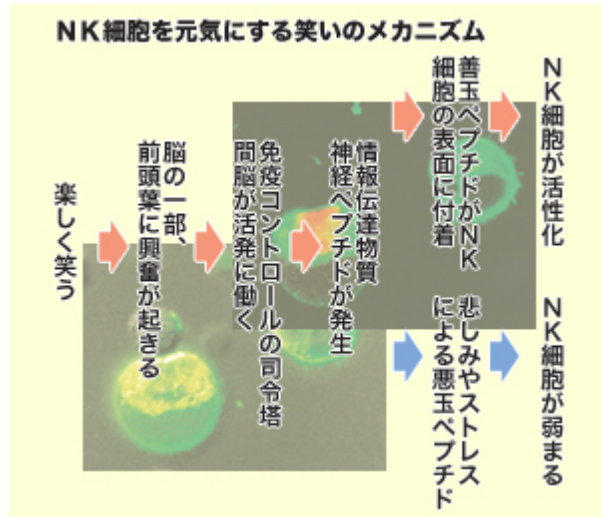 NK細胞を元気にする笑いのメカニズム
楽しく笑う
脳の一部、
前頭葉に興奮が起きる
免疫コントロールの司令塔
間脳が活発に働く
情報伝達物質
神経ペプチドが発生
善玉ペプチドがNK
細胞の表面に付着
NK細胞が活性化
悲しみやストレス
による悪玉ペプチド
NK細胞が弱まる